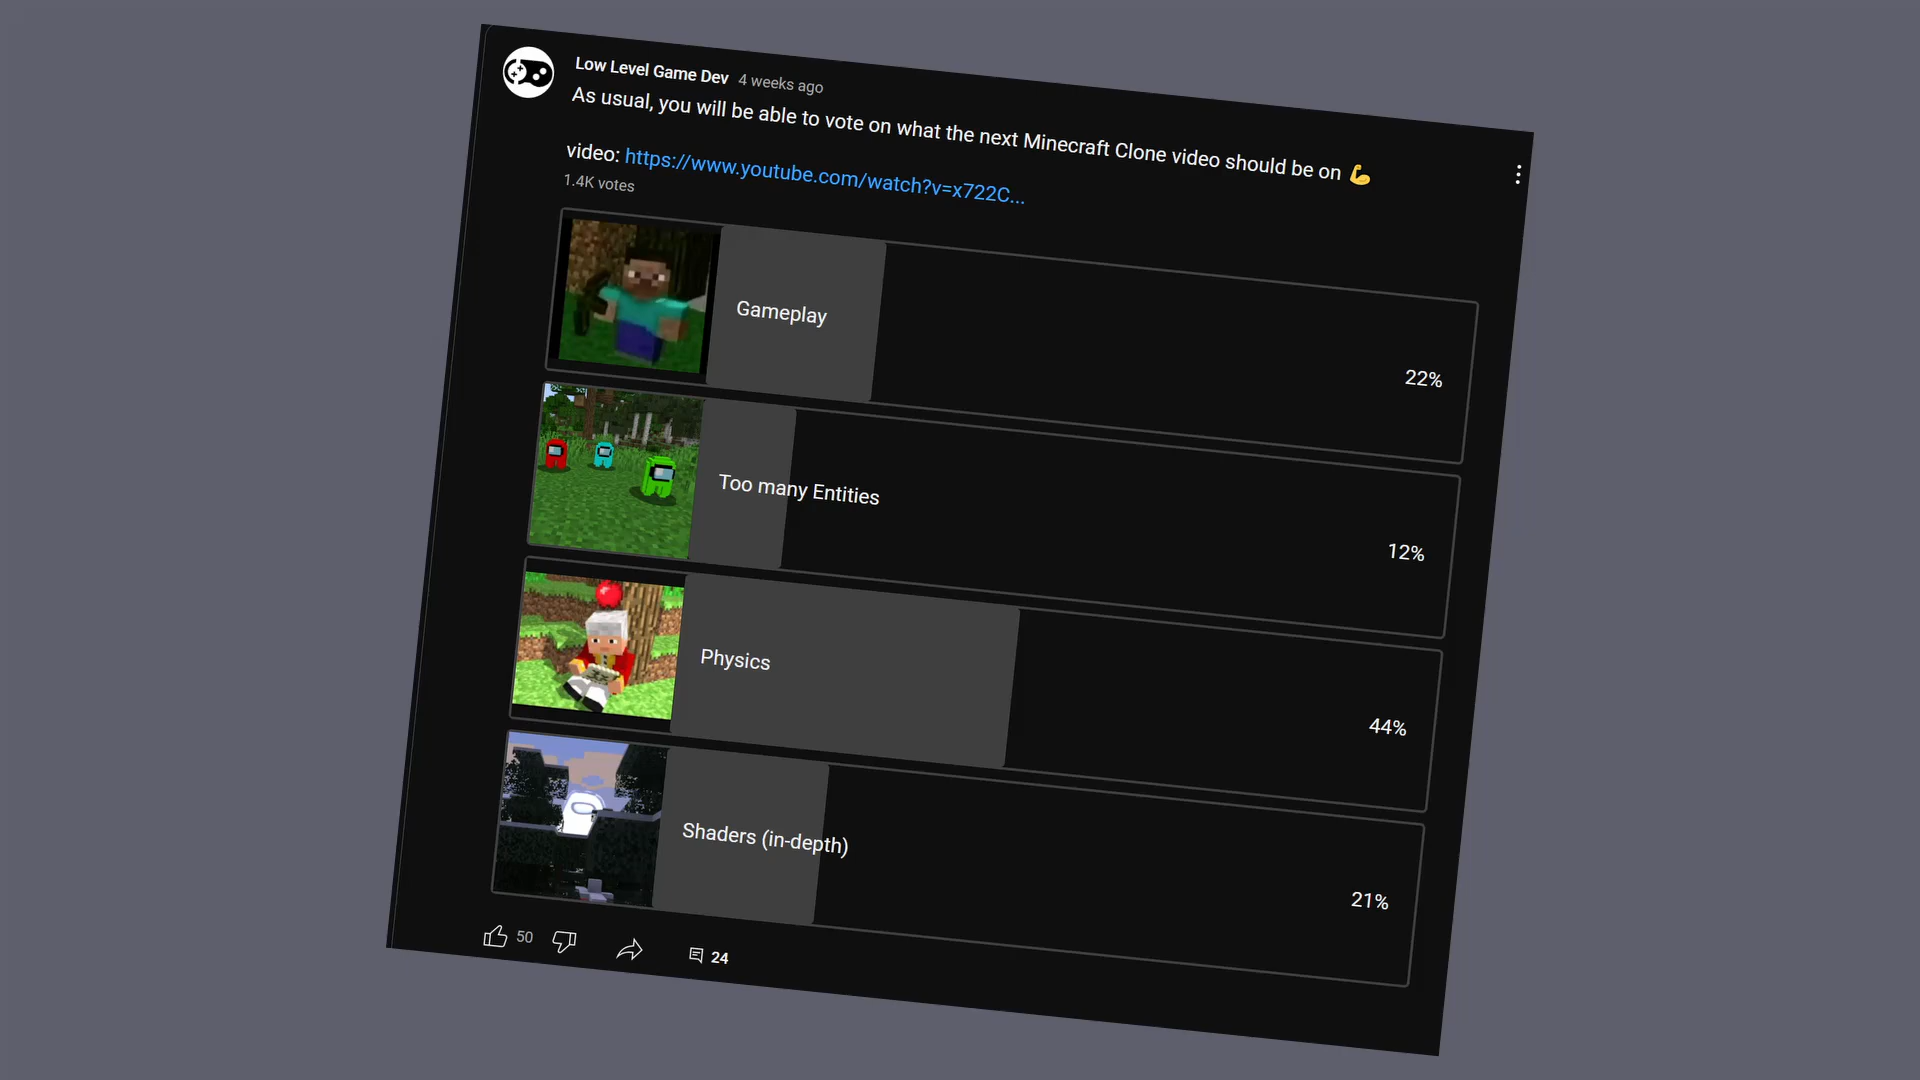 Low Level Game Dev 4 weeks ago
As usual, you will be able to vote on what the next Minecraft Clone video should be on 💪
video: https://www.youtube.com/watch?v=x722C...
1.4K votes
Gameplay
22%
Too many Entities
12%
Physics
44%
Shaders (in-depth)
21%
50
24